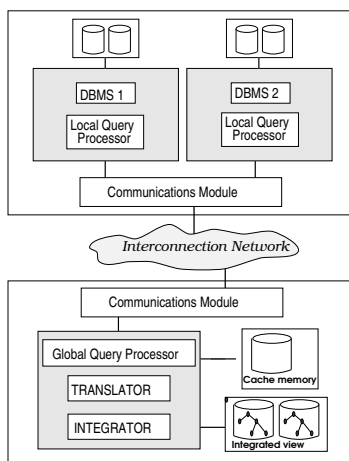 DBMS 1
DBMS 2
Local Query
Processor
Local Query
Processor
Communications Module
Interconnection Network
Communications Module
Global Query Processor
Cache memory
TRANSLATOR
INTEGRATOR
Integrated view